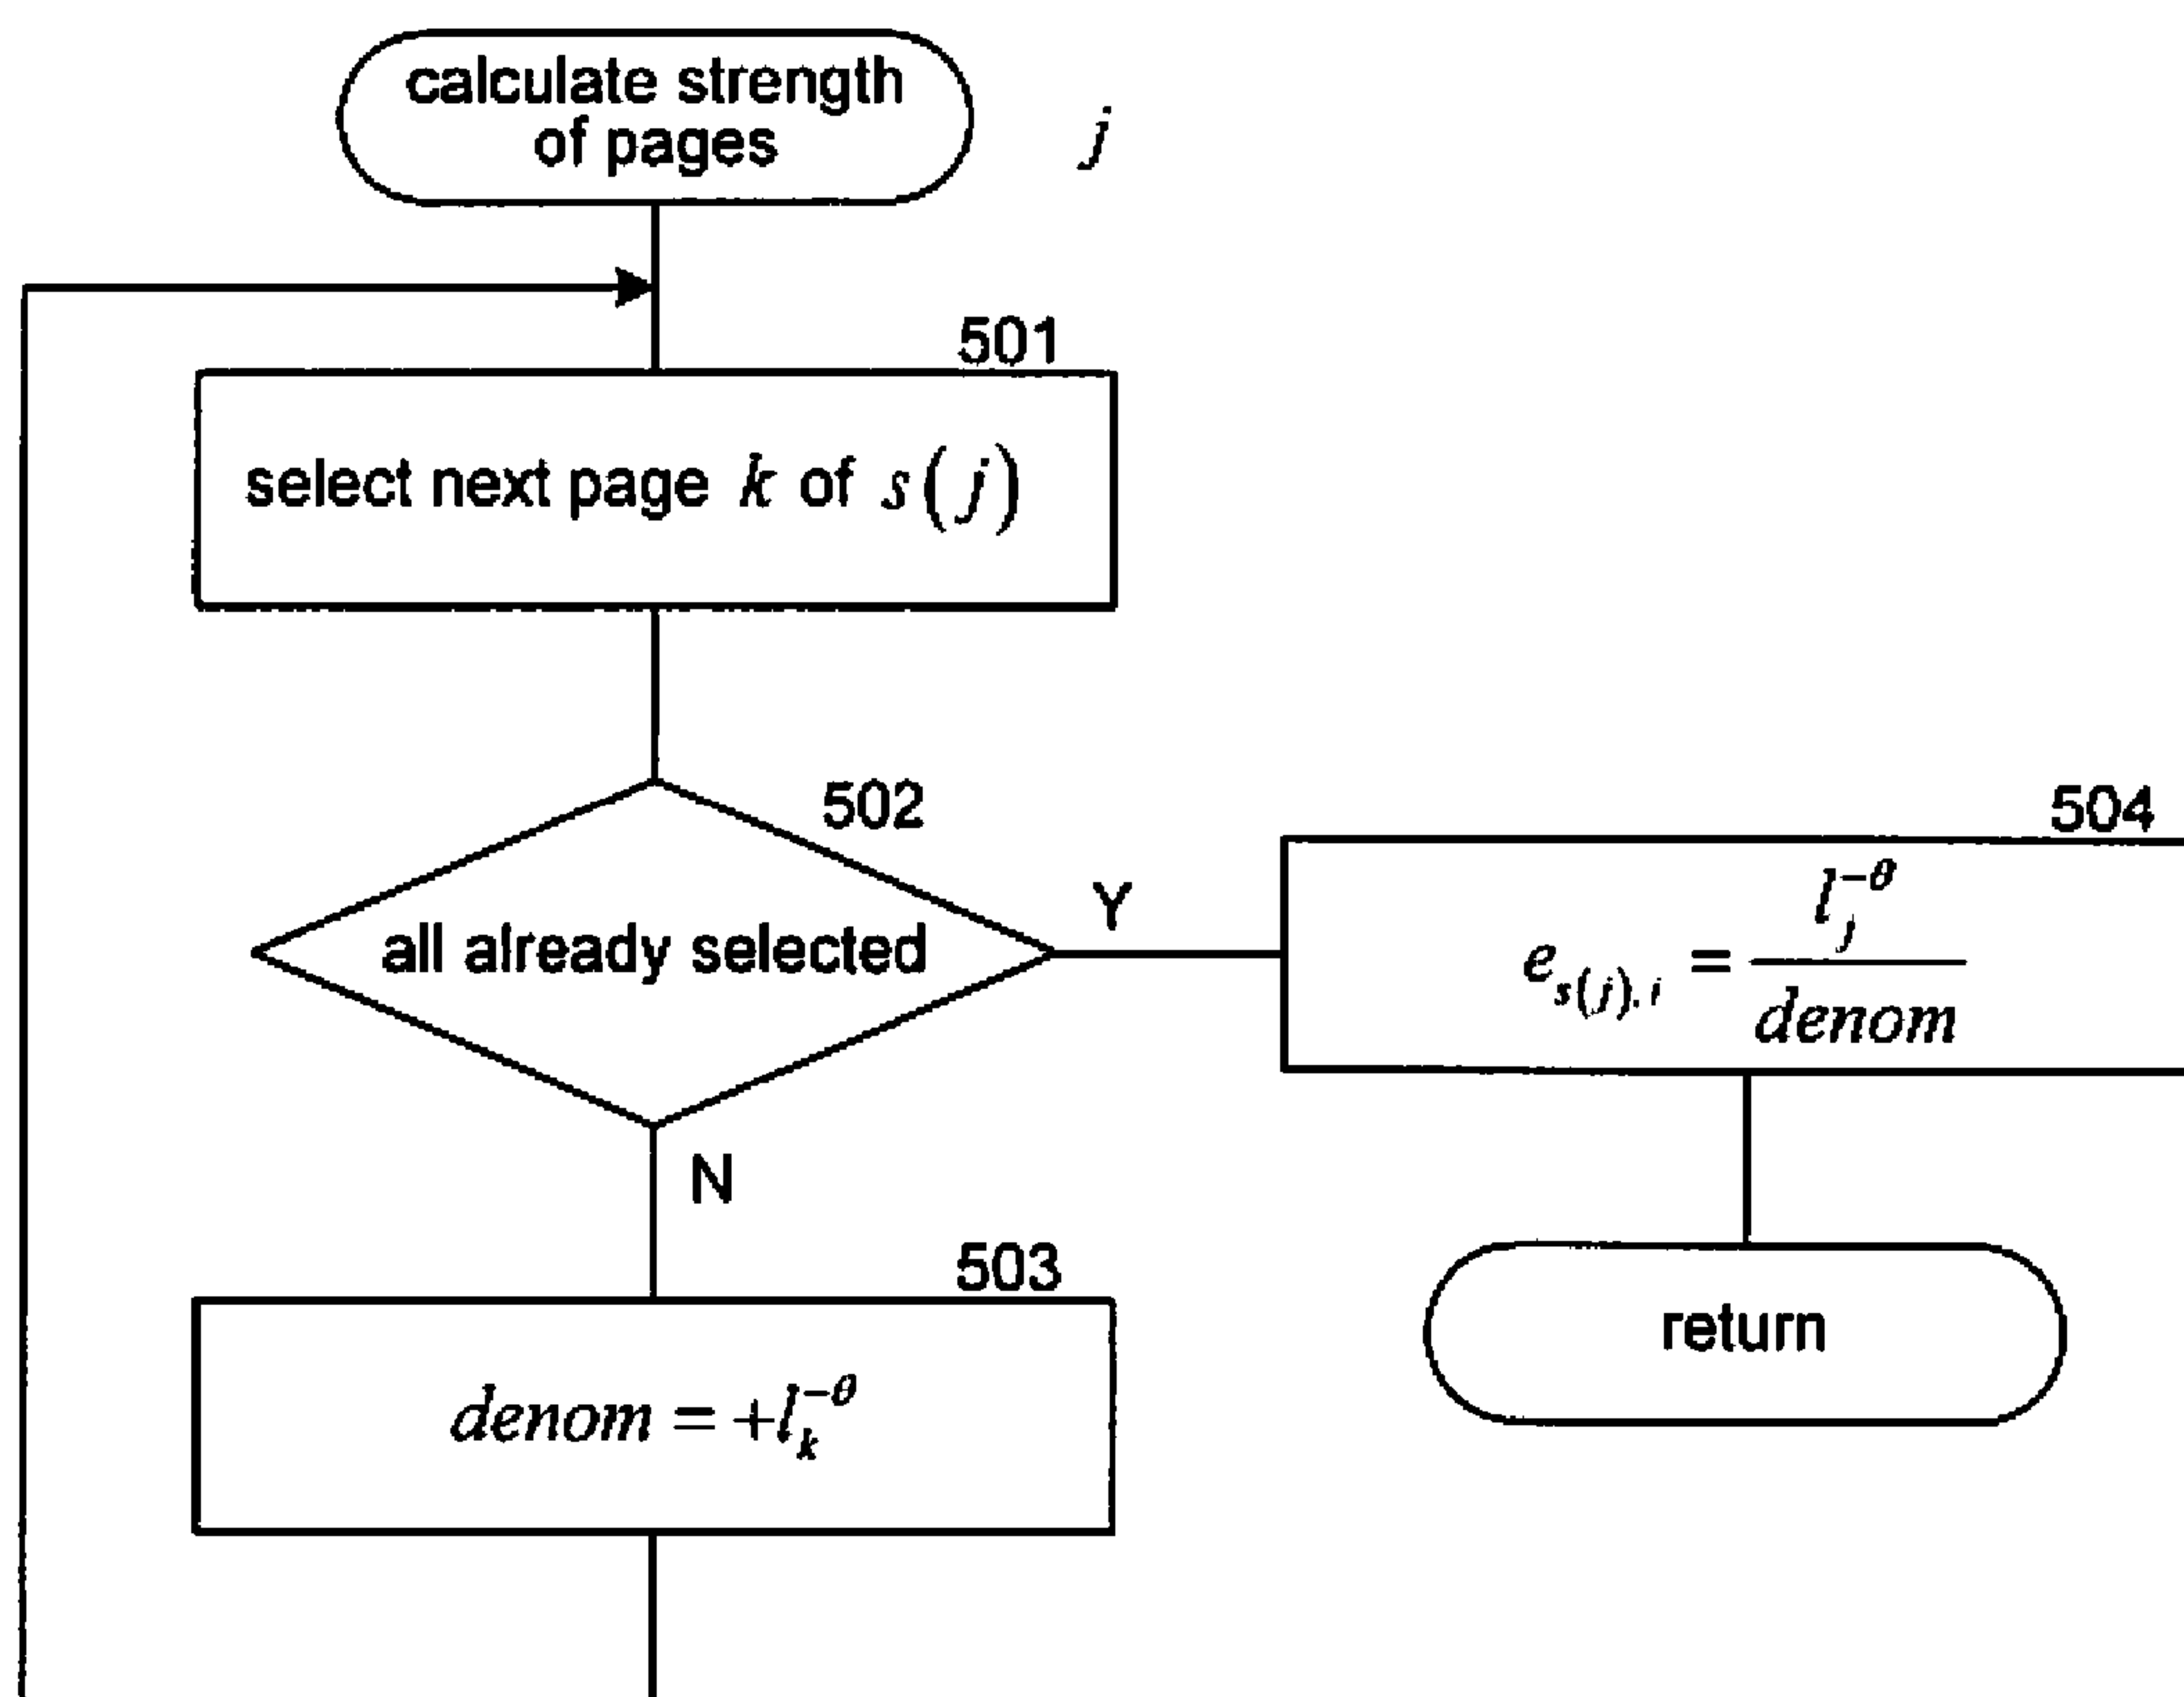 calculate strength
of pages
j
501
select next page k of s(j)
502
all already selected
Y
504
e_{s(j),i} = \frac{l_j^{-θ}}{denom}
N
503
denom = +l_k^{-θ}
return